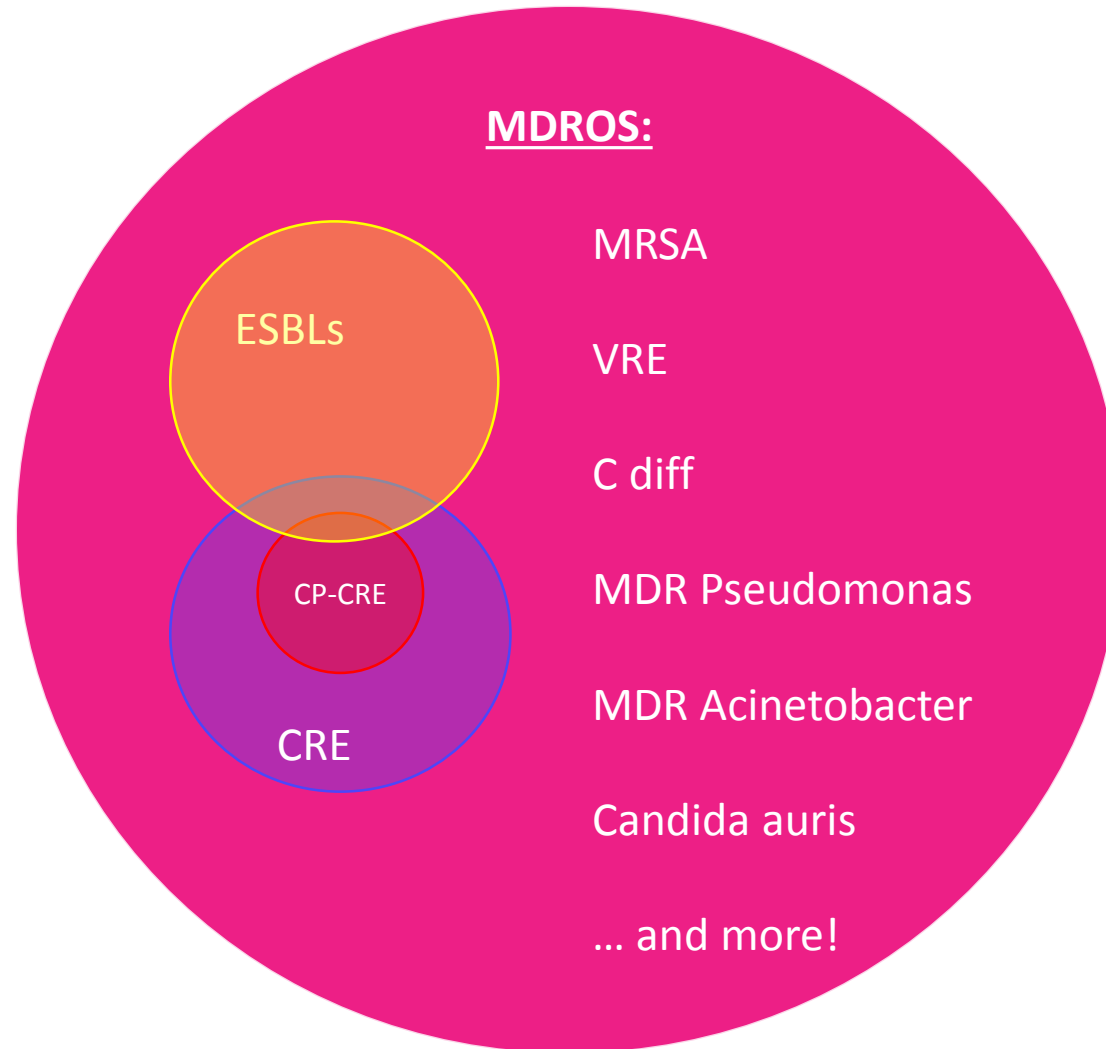 MDROS:
ESBLs
CP-CRE
CRE
MRSA
VRE
C diff
MDR Pseudomonas
MDR Acinetobacter
Candida auris
… and more!